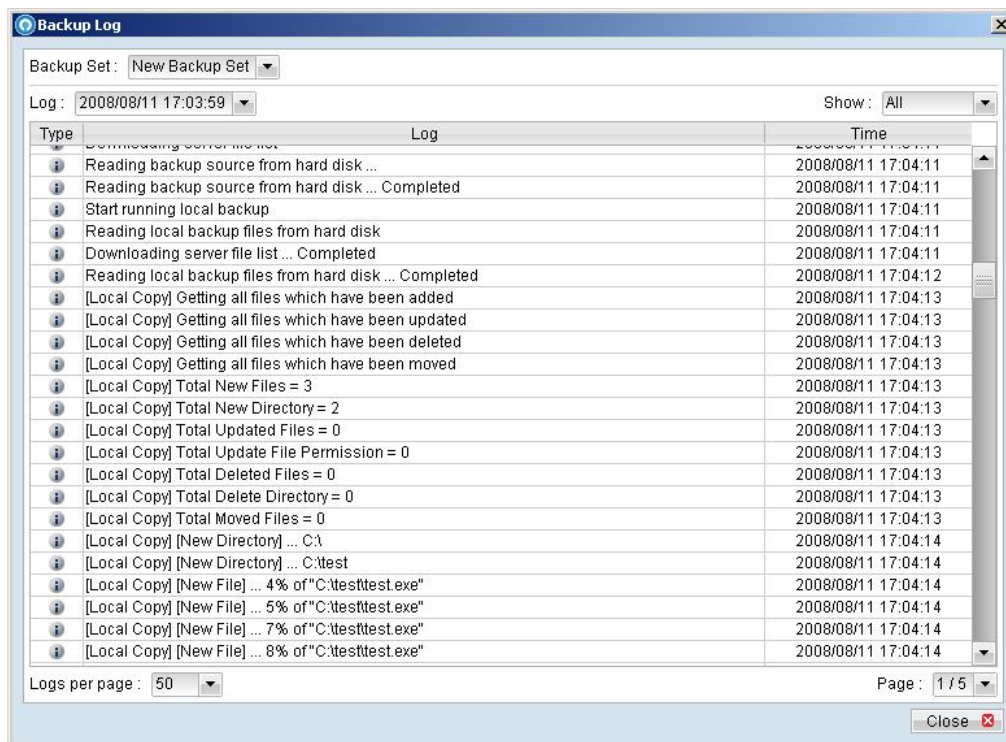 Backup Log
Backup Set : New Backup Set
Log : 2008/08/11 17:03:59 Show : All
Type Log Time
Downloading server file list 2008/08/11 17:04:11
Reading backup source from hard disk ... 2008/08/11 17:04:11
Reading backup source from hard disk ... Completed 2008/08/11 17:04:11
Start running local backup 2008/08/11 17:04:11
Reading local backup files from hard disk 2008/08/11 17:04:11
Downloading server file list ... Completed 2008/08/11 17:04:11
Reading local backup files from hard disk ... Completed 2008/08/11 17:04:12
[Local Copy] Getting all files which have been added 2008/08/11 17:04:13
[Local Copy] Getting all files which have been updated 2008/08/11 17:04:13
[Local Copy] Getting all files which have been deleted 2008/08/11 17:04:13
[Local Copy] Getting all files which have been moved 2008/08/11 17:04:13
[Local Copy] Total New Files = 3 2008/08/11 17:04:13
[Local Copy] Total New Directory = 2 2008/08/11 17:04:13
[Local Copy] Total Updated Files = 0 2008/08/11 17:04:13
[Local Copy] Total Update File Permission = 0 2008/08/11 17:04:13
[Local Copy] Total Deleted Files = 0 2008/08/11 17:04:13
[Local Copy] Total Delete Directory = 0 2008/08/11 17:04:13
[Local Copy] Total Moved Files = 0 2008/08/11 17:04:13
[Local Copy] [New Directory] ... C:\ 2008/08/11 17:04:14
[Local Copy] [New Directory] ... C:\test 2008/08/11 17:04:14
[Local Copy] [New File] ... 4% of "C:\test\test.exe" 2008/08/11 17:04:14
[Local Copy] [New File] ... 5% of "C:\test\test.exe" 2008/08/11 17:04:14
[Local Copy] [New File] ... 7% of "C:\test\test.exe" 2008/08/11 17:04:14
[Local Copy] [New File] ... 8% of "C:\test\test.exe" 2008/08/11 17:04:14
Logs per page : 50 Page : 1 / 5
Close